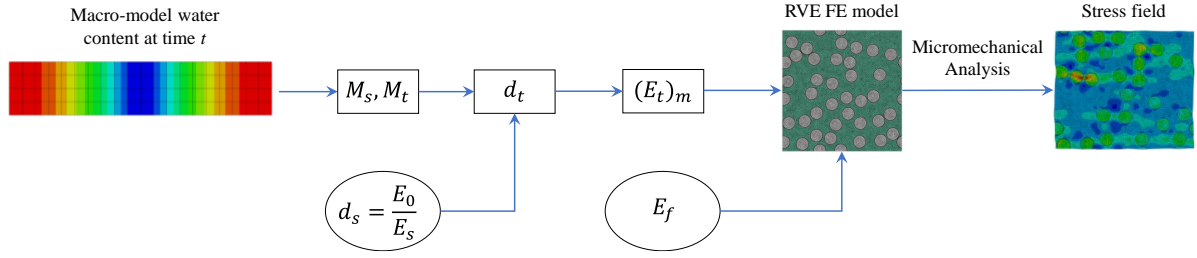 Macro-model water
content at time t
RVE FE model
Stress field
Micromechanical
Analysis
M_s, M_t
d_t
(E_t)_m
d_s = E_0/E_s
E_f